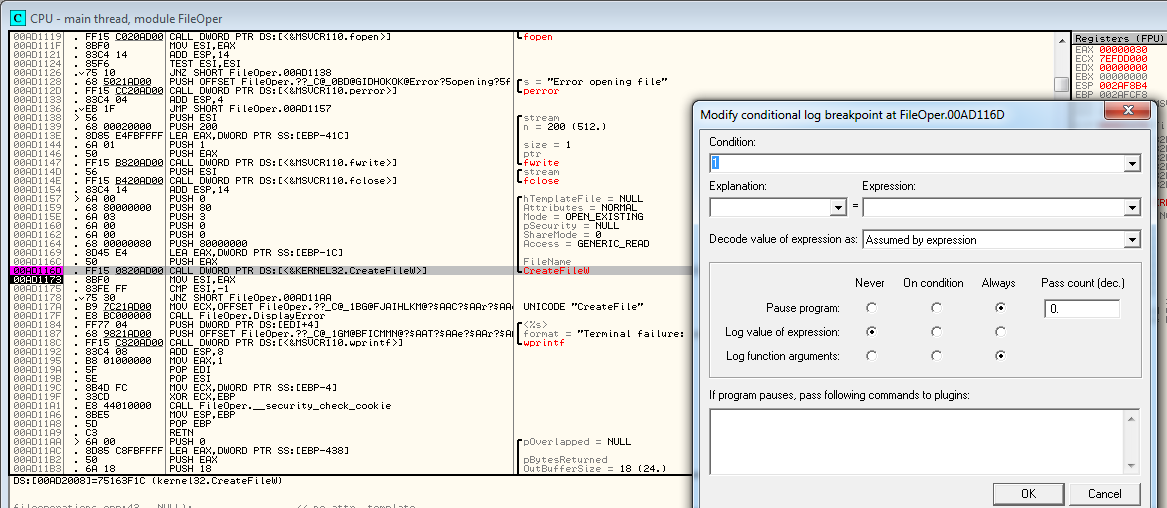 C CPU - main thread, module FileOper
00AD1119 . FF15 C020AD00 CALL DWORD PTR DS:[<&MSVCR110.fopen>] fopen
00AD111F . 8BF0 MOV ESI,EAX
00AD1121 . 83C4 14 ADD ESP,14
00AD1124 . 85F6 TEST ESI,ESI
00AD1126 . 75 10 JNZ SHORT FileOper.00AD1138
00AD1128 . 68 5021AD00 PUSH OFFSET FileOper.??_C@_0BD@GIDHOKOK@Error?5opening?5f s = "Error opening file"
00AD112D . FF15 CC20AD00 CALL DWORD PTR DS:[<&MSVCR110.perror>] perror
00AD1133 . 83C4 04 ADD ESP,4
00AD1136 . EB 1F JMP SHORT FileOper.00AD1157
00AD1138 > 56 PUSH ESI stream
00AD1139 . 68 00020000 PUSH 200 n = 200 (512.)
00AD113E . 8D85 E4FBFFFF LEA EAX,DWORD PTR SS:[EBP-41C]
00AD1144 . 6A 01 PUSH 1 size = 1
00AD1146 . 50 PUSH EAX ptr
00AD1147 . FF15 B820AD00 CALL DWORD PTR DS:[<&MSVCR110.fwrite>] fwrite
00AD114D . 56 PUSH ESI stream
00AD114E . FF15 B420AD00 CALL DWORD PTR DS:[<&MSVCR110.fclose>] fclose
00AD1154 . 83C4 14 ADD ESP,14
00AD1157 > 6A 00 PUSH 0 hTemplateFile = NULL
00AD1159 . 68 80000000 PUSH 80 Attributes = NORMAL
00AD115E . 6A 03 PUSH 3 Mode = OPEN_EXISTING
00AD1160 . 6A 00 PUSH 0 pSecurity = NULL
00AD1162 . 6A 00 PUSH 0 ShareMode = 0
00AD1164 . 68 00000080 PUSH 80000000 Access = GENERIC_READ
00AD1169 . 8D45 E4 LEA EAX,DWORD PTR SS:[EBP-1C]
00AD116C . 50 PUSH EAX FileName
00AD116D . FF15 0820AD00 CALL DWORD PTR DS:[<&KERNEL32.CreateFileW>] CreateFileW
00AD1173 . 8BF0 MOV ESI,EAX
00AD1175 . 83FE FF CMP ESI,-1
00AD1178 . 75 30 JNZ SHORT FileOper.00AD11AA
00AD117A . B9 7C21AD00 MOV ECX,OFFSET FileOper.??_C@_1BG@FJAIHLKM@?$AAC?$AAr?$AA UNICODE "CreateFile"
00AD117F . E8 BC000000 CALL FileOper.DisplayError
00AD1184 . FF77 04 PUSH DWORD PTR DS:[EDI+4] <%s>
00AD1187 . 68 9821AD00 PUSH OFFSET FileOper.??_C@_1GM@BFICMMN@?$AAT?$AAe?$AAr?$A format = "Terminal failure:
00AD118C . FF15 C820AD00 CALL DWORD PTR DS:[<&MSVCR110.wprintf>] wprintf
00AD1192 . 83C4 08 ADD ESP,8
00AD1195 . B8 01000000 MOV EAX,1
00AD119A . 5F POP EDI
00AD119B . 5E POP ESI
00AD119C . 8B4D FC MOV ECX,DWORD PTR SS:[EBP-4]
00AD119F . 33CD XOR ECX,EBP
00AD11A1 . E8 44010000 CALL FileOper.__security_check_cookie
00AD11A6 . 8BE5 MOV ESP,EBP
00AD11A8 . 5D POP EBP
00AD11A9 . C3 RETN
00AD11AA > 6A 00 PUSH 0 pOverlapped = NULL
00AD11AC . 8D85 C8FBFFFF LEA EAX,DWORD PTR SS:[EBP-438]
00AD11B2 . 50 PUSH EAX pBytesReturned
00AD11B3 . 6A 18 PUSH 18 OutBufferSize = 18 (24.)
DS:[00AD2008]=75163F1C (kernel32.CreateFileW)
Registers (FPU)
EAX 00000030
ECX 7EFDD000
EDX 00000000
EBX 00000000
ESP 002AF8B4
EBP 002AFCF8
Modify conditional log breakpoint at FileOper.00AD116D
Condition:
1
Explanation: Expression:
=
Decode value of expression as: Assumed by expression
Never On condition Always Pass count (dec.)
Pause program: 0.
Log value of expression:
Log function arguments:
If program pauses, pass following commands to plugins:
OK Cancel